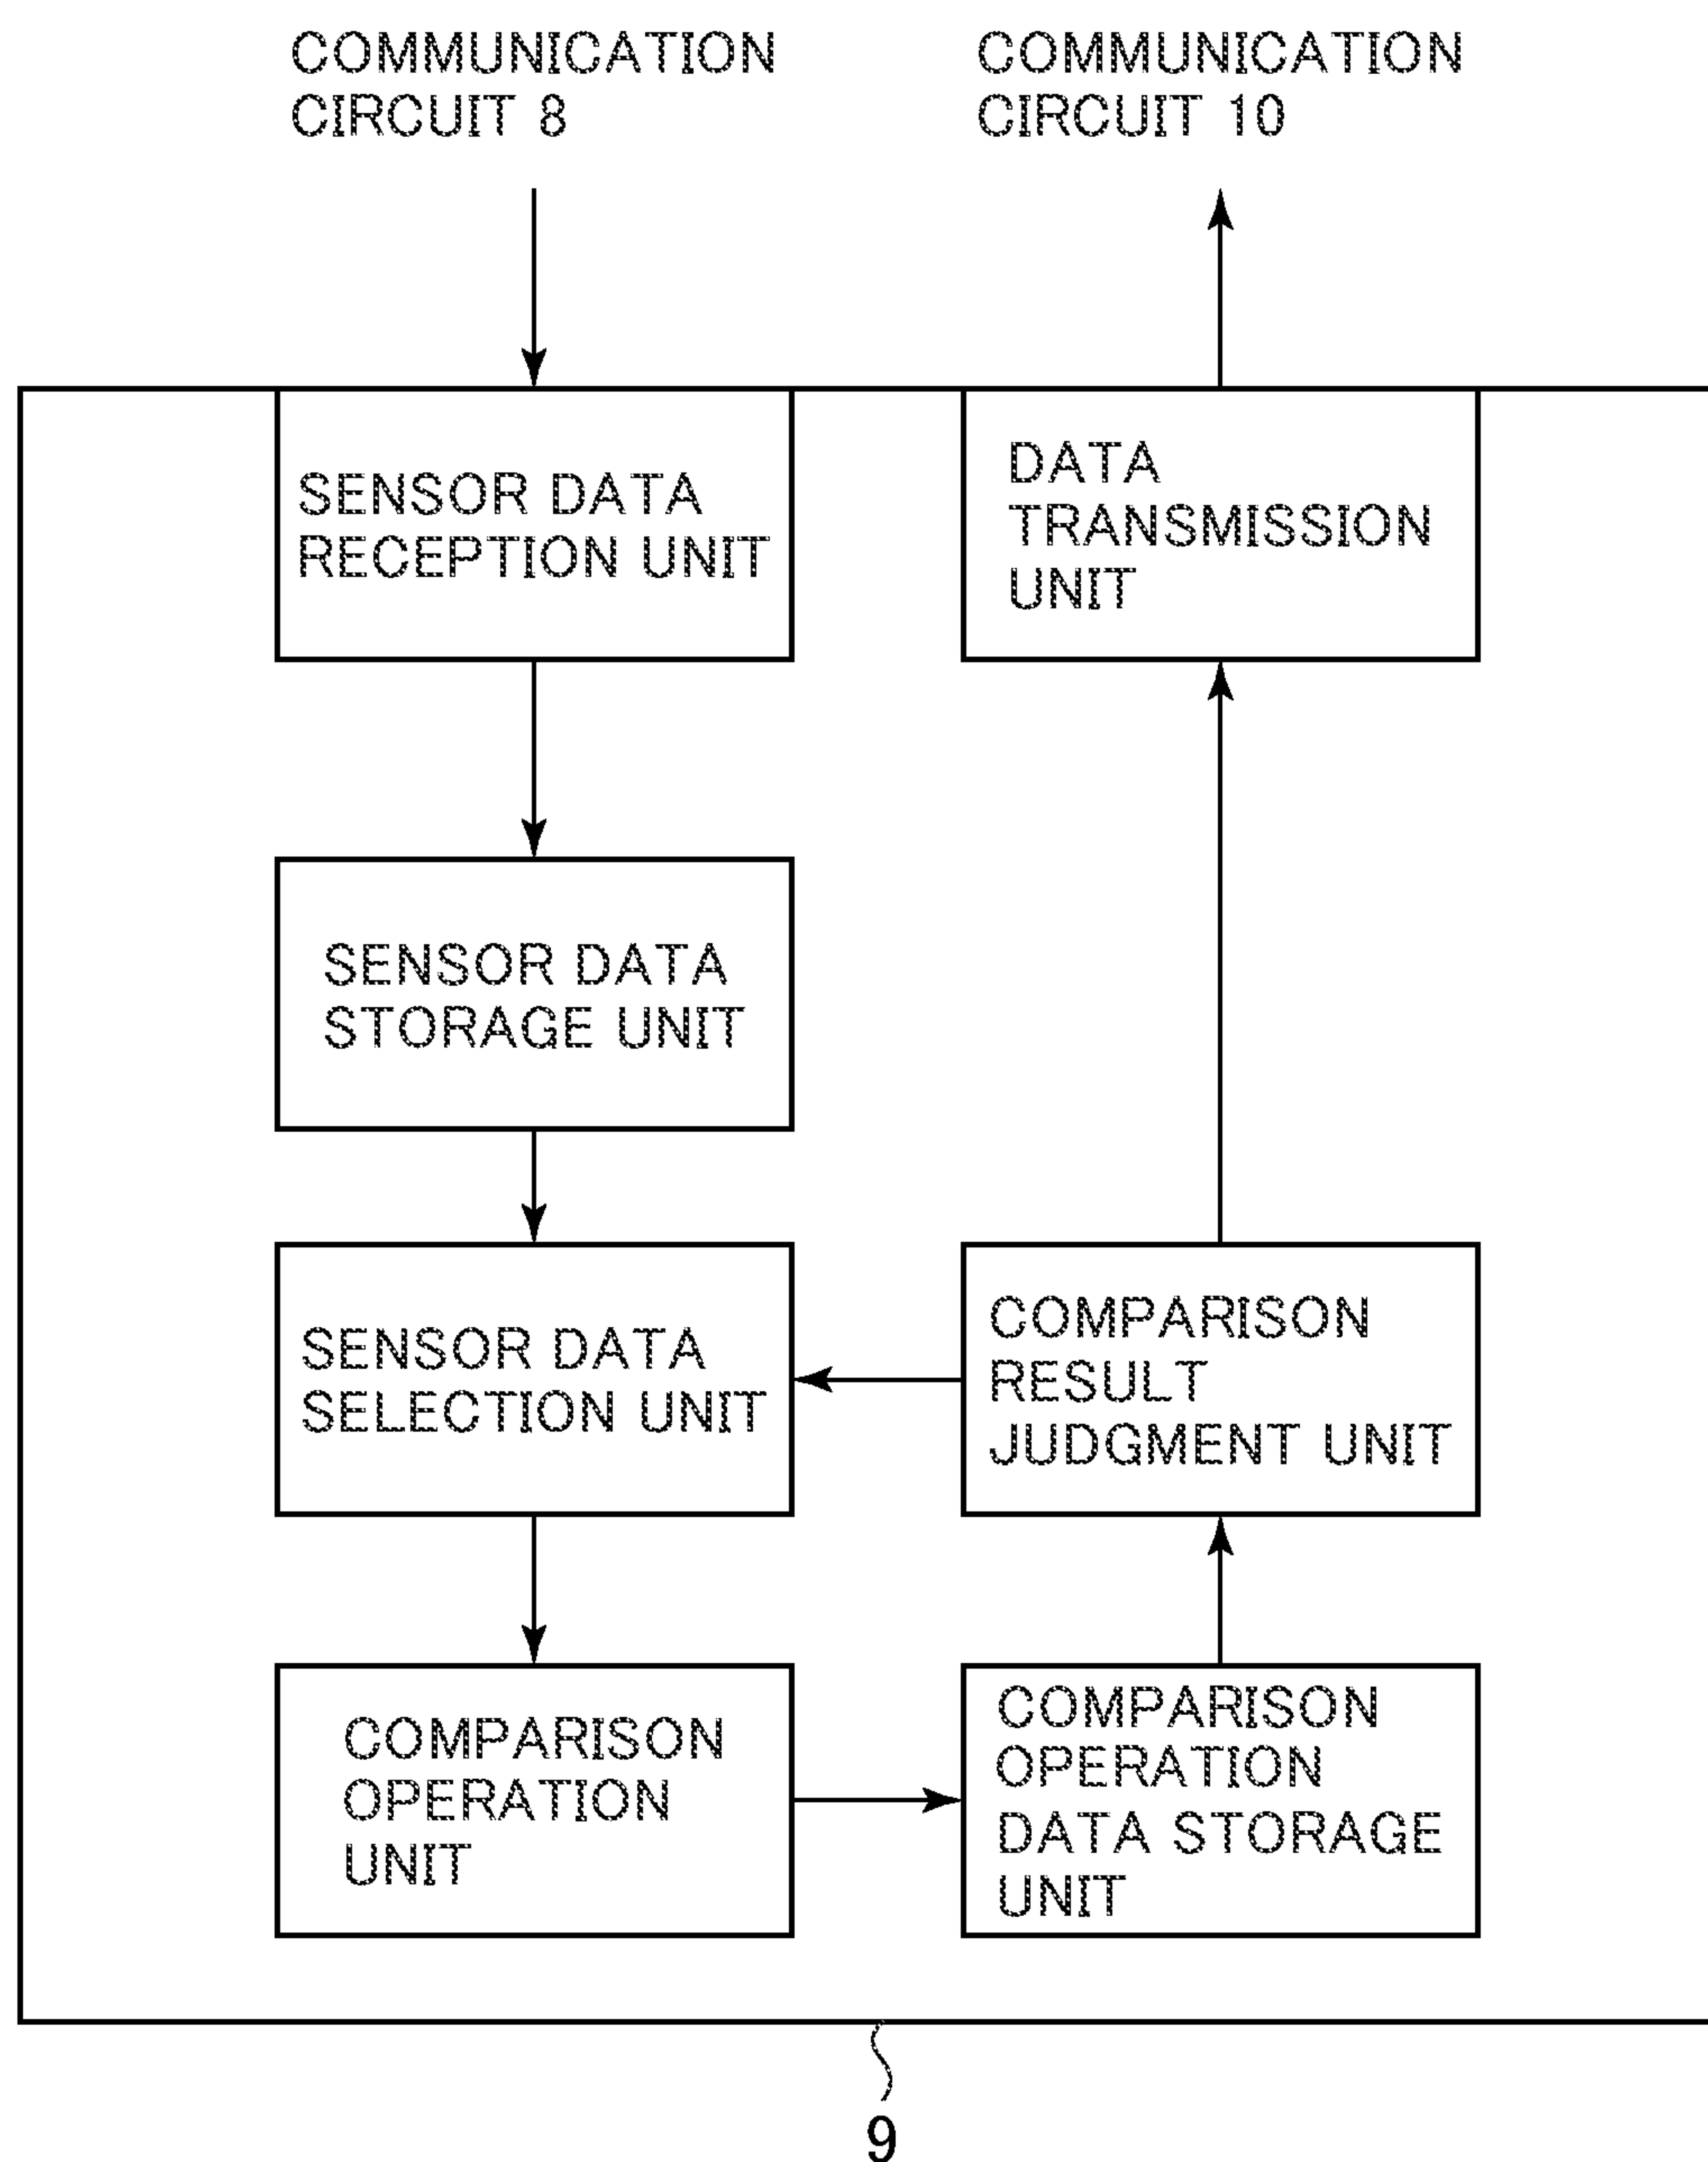 COMMUNICATION
CIRCUIT 8
COMMUNICATION
CIRCUIT 10
SENSOR DATA
RECEPTION UNIT
DATA
TRANSMISSION
UNIT
SENSOR DATA
STORAGE UNIT
SENSOR DATA
SELECTION UNIT
COMPARISON
RESULT
JUDGMENT UNIT
COMPARISON
OPERATION
UNIT
COMPARISON
OPERATION
DATA STORAGE
UNIT
9